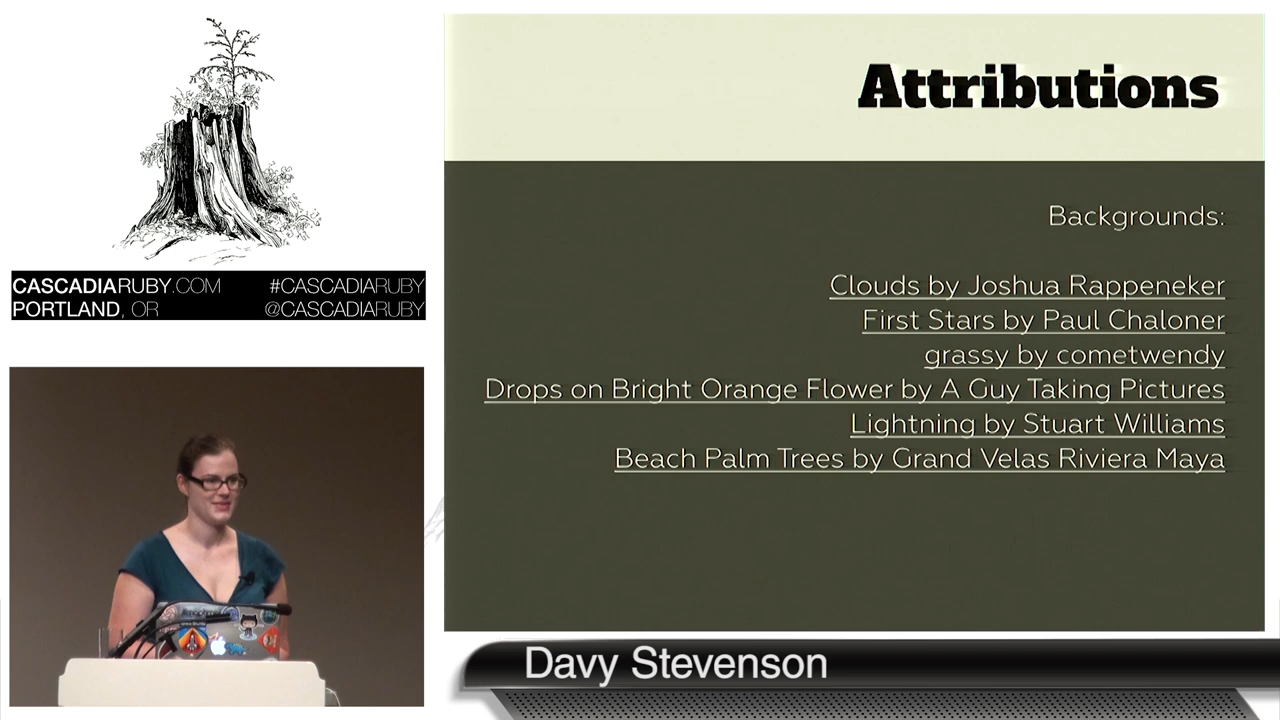 CASCADIARUBY.COM #CASCADIARUBY
PORTLAND, OR @CASCADIARUBY
Attributions
Backgrounds:
Clouds by Joshua Rappeneker
First Stars by Paul Chaloner
grassy by cometwendy
Drops on Bright Orange Flower by A Guy Taking Pictures
Lightning by Stuart Williams
Beach Palm Trees by Grand Velas Riviera Maya
Davy Stevenson